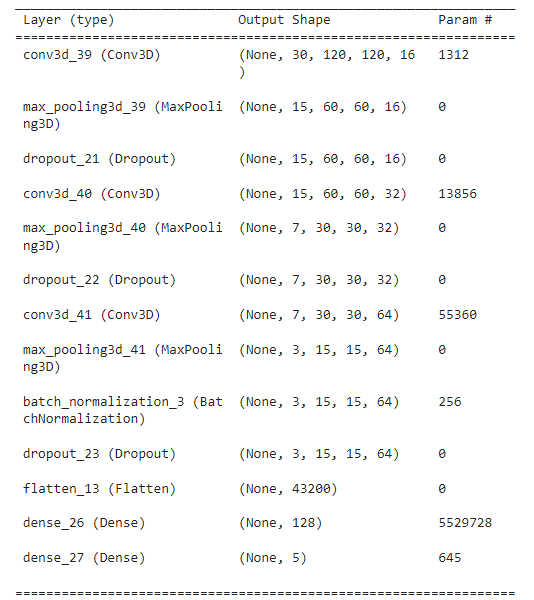 Layer (type) Output Shape Param #
=================================================================
conv3d_39 (Conv3D) (None, 30, 120, 120, 16 1312
)
max_pooling3d_39 (MaxPooli (None, 15, 60, 60, 16) 0
ng3D)
dropout_21 (Dropout) (None, 15, 60, 60, 16) 0
conv3d_40 (Conv3D) (None, 15, 60, 60, 32) 13856
max_pooling3d_40 (MaxPooli (None, 7, 30, 30, 32) 0
ng3D)
dropout_22 (Dropout) (None, 7, 30, 30, 32) 0
conv3d_41 (Conv3D) (None, 7, 30, 30, 64) 55360
max_pooling3d_41 (MaxPooli (None, 3, 15, 15, 64) 0
ng3D)
batch_normalization_3 (Bat (None, 3, 15, 15, 64) 256
chNormalization)
dropout_23 (Dropout) (None, 3, 15, 15, 64) 0
flatten_13 (Flatten) (None, 43200) 0
dense_26 (Dense) (None, 128) 5529728
dense_27 (Dense) (None, 5) 645
=================================================================